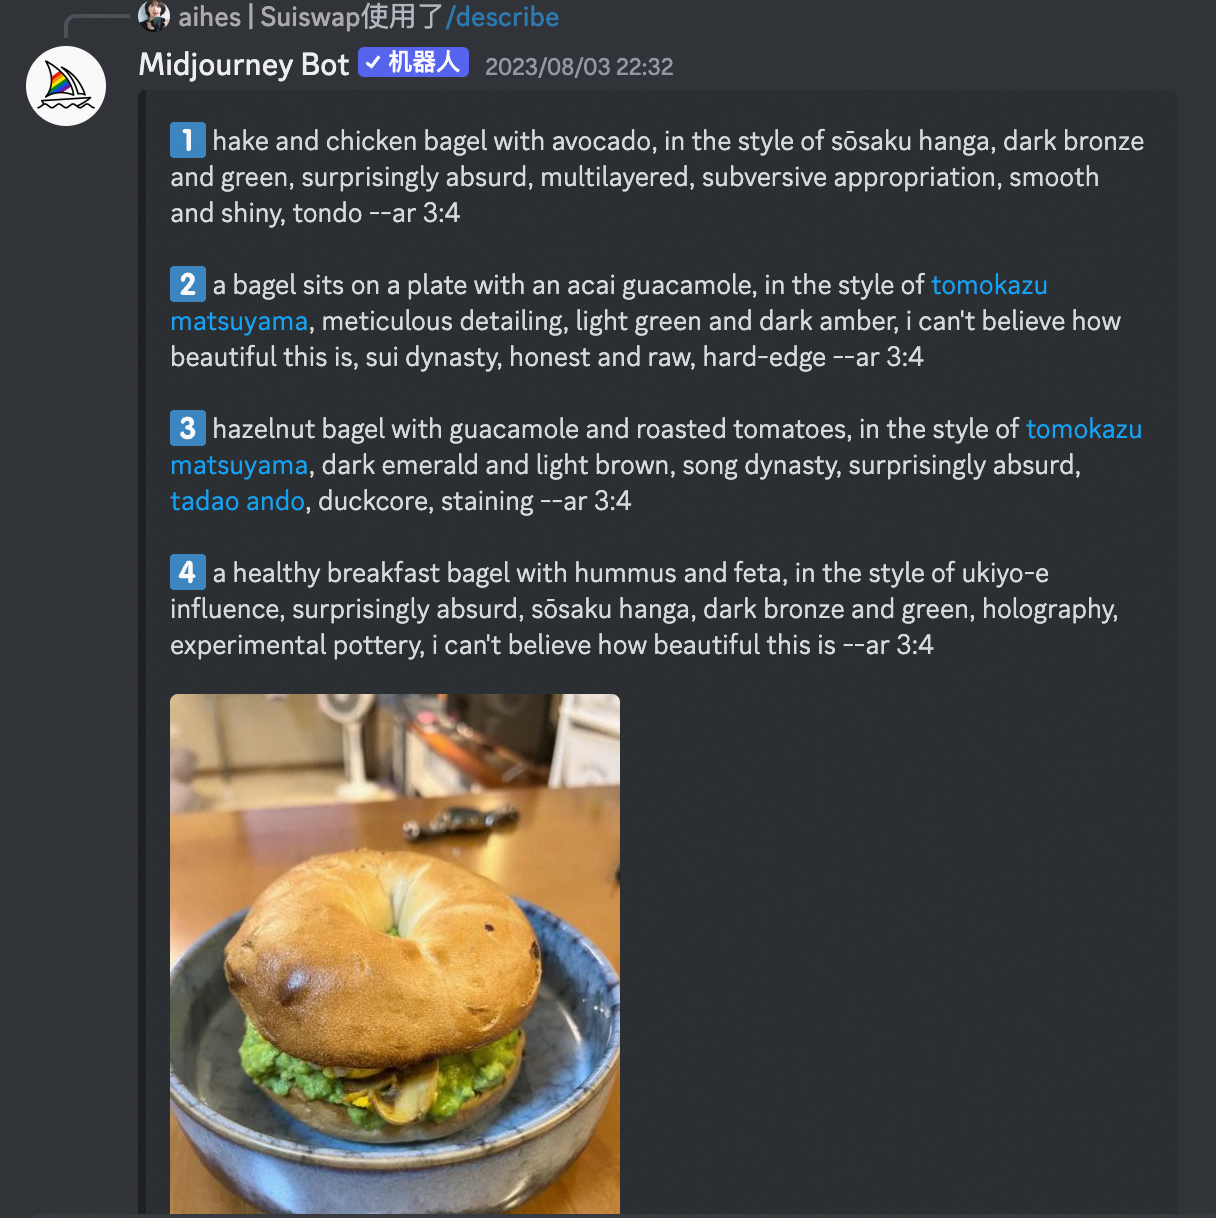 aihes | Suiswap使用了/describe
Midjourney Bot ✓ 机器人 2023/08/03 22:32
1 hake and chicken bagel with avocado, in the style of sōsaku hanga, dark bronze
and green, surprisingly absurd, multilayered, subversive appropriation, smooth
and shiny, tondo --ar 3:4
2 a bagel sits on a plate with an acai guacamole, in the style of tomokazu
matsuyama, meticulous detailing, light green and dark amber, i can't believe how
beautiful this is, sui dynasty, honest and raw, hard-edge --ar 3:4
3 hazelnut bagel with guacamole and roasted tomatoes, in the style of tomokazu
matsuyama, dark emerald and light brown, song dynasty, surprisingly absurd,
tadao ando, duckcore, staining --ar 3:4
4 a healthy breakfast bagel with hummus and feta, in the style of ukiyo-e
influence, surprisingly absurd, sōsaku hanga, dark bronze and green, holography,
experimental pottery, i can't believe how beautiful this is --ar 3:4